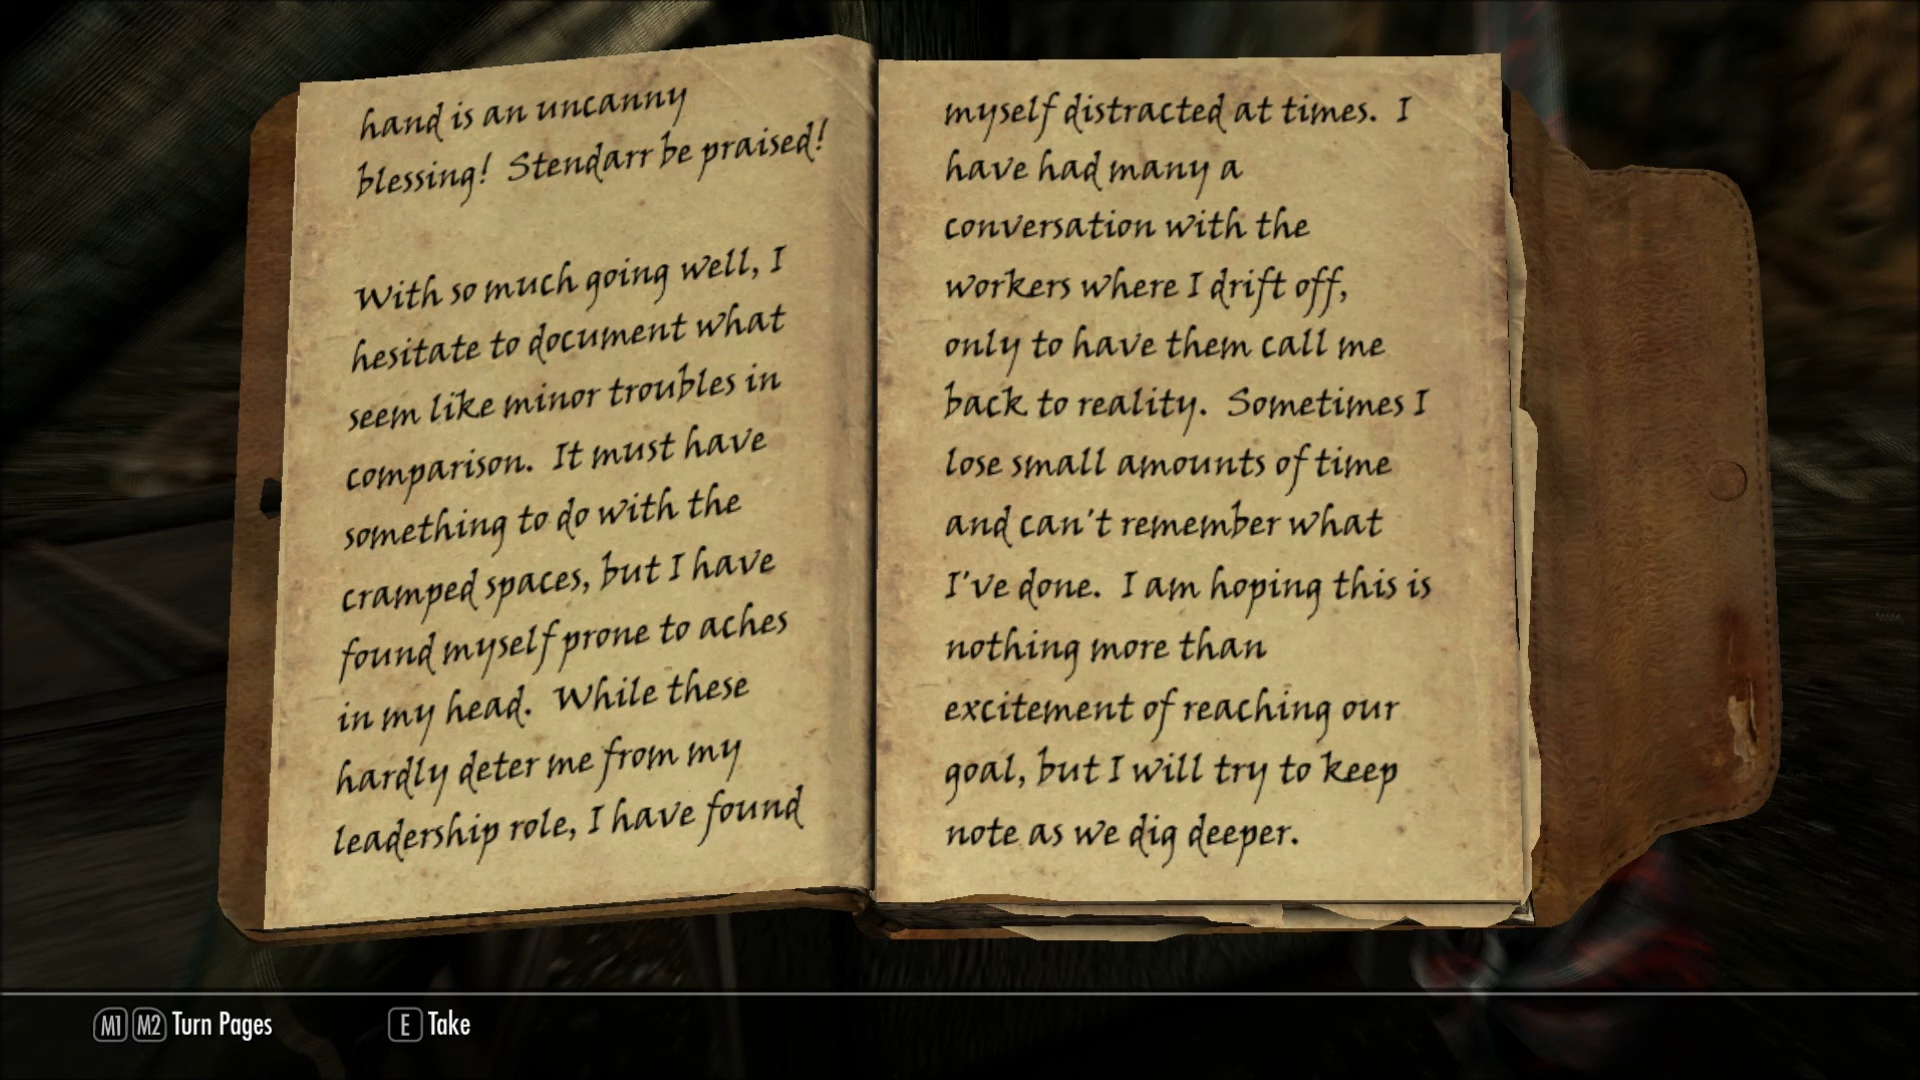 hand is an uncanny
blessing! Stendarr be praised!
With so much going well, I
hesitate to document what
seem like minor troubles in
comparison. It must have
something to do with the
cramped spaces, but I have
found myself prone to aches
in my head. While these
hardly deter me from my
leadership role, I have found
myself distracted at times. I
have had many a
conversation with the
workers where I drift off,
only to have them call me
back to reality. Sometimes I
lose small amounts of time
and can't remember what
I've done. I am hoping this is
nothing more than
excitement of reaching our
goal, but I will try to keep
note as we dig deeper.
M1 M2 Turn Pages
E Take